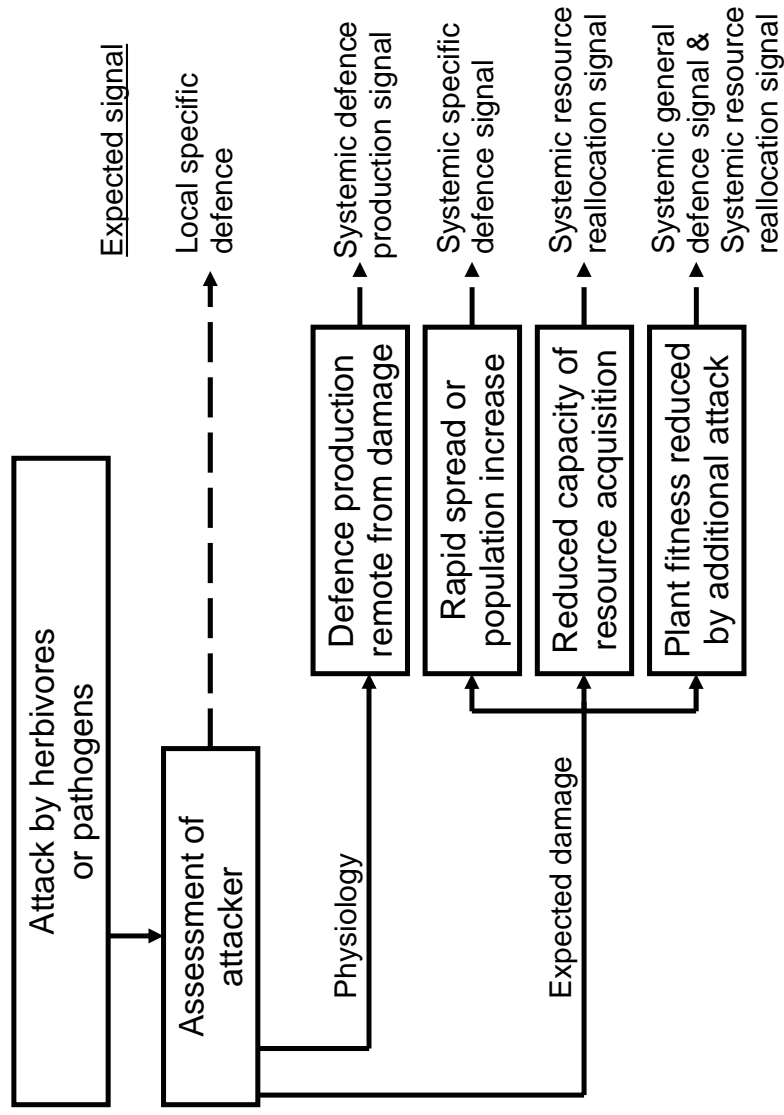 Attack by herbivores
or pathogens
Expected signal
Assessment of
attacker
Local specific
defence
Physiology
Defence production
remote from damage
Systemic defence
production signal
Rapid spread or
population increase
Systemic specific
defence signal
Expected damage
Reduced capacity of
resource acquisition
Systemic resource
reallocation signal
Plant fitness reduced
by additional attack
Systemic general
defence signal &
Systemic resource
reallocation signal